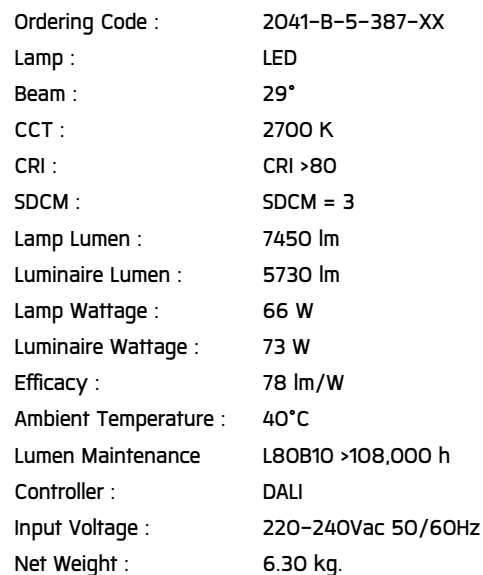 Ordering Code : 2041-B-5-387-XX
Lamp : LED
Beam : 29°
CCT : 2700 K
CRI : CRI >80
SDCM : SDCM = 3
Lamp Lumen : 7450 lm
Luminaire Lumen : 5730 lm
Lamp Wattage : 66 W
Luminaire Wattage : 73 W
Efficacy : 78 lm/W
Ambient Temperature : 40°C
Lumen Maintenance L80B10 >108,000 h
Controller : DALI
Input Voltage : 220-240Vac 50/60Hz
Net Weight : 6.30 kg.